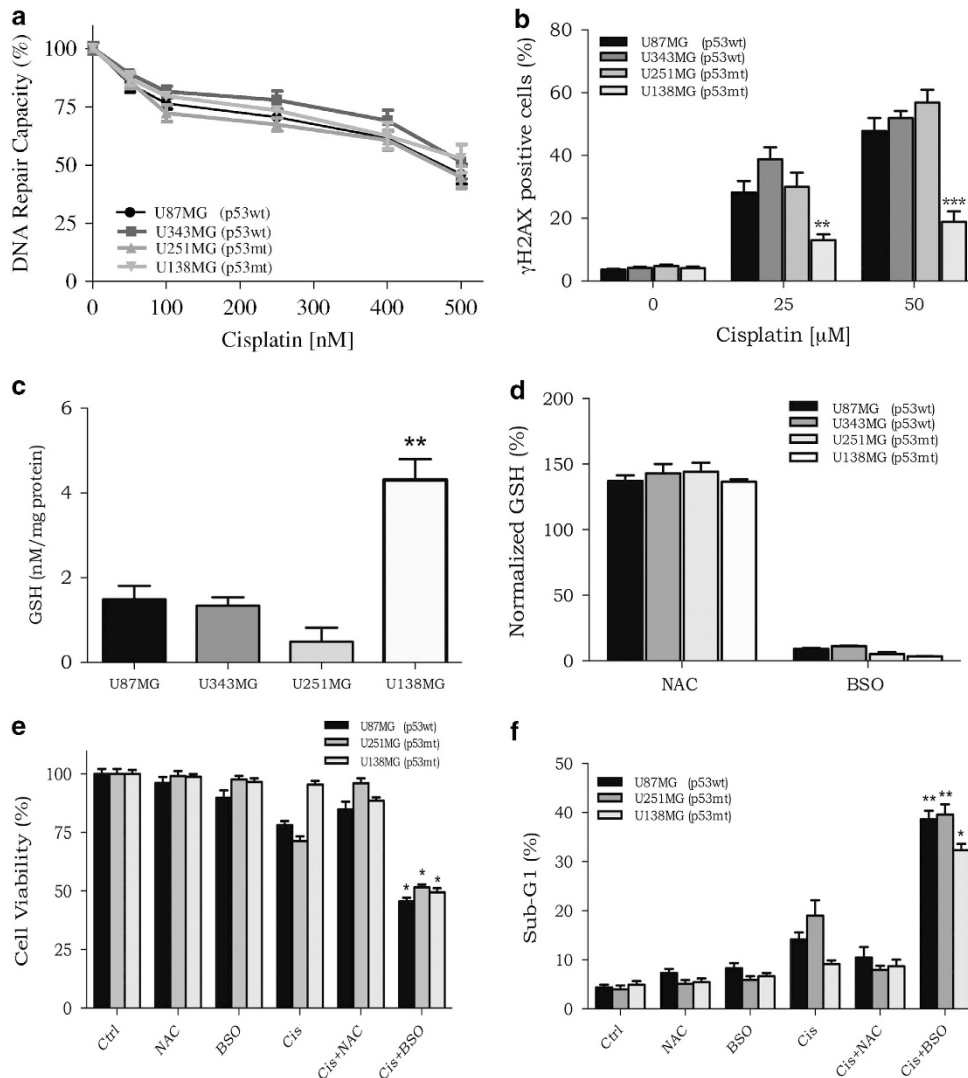 a
DNA Repair Capacity (%)
100
75
50
25
0
U87MG (p53wt)
U343MG (p53wt)
U251MG (p53mt)
U138MG (p53mt)
0 100 200 300 400 500
Cisplatin [nM]
b
γH2AX positive cells (%)
80
60
40
20
0
U87MG (p53wt)
U343MG (p53wt)
U251MG (p53mt)
U138MG (p53mt)
**
***
0 25 50
Cisplatin [μM]
c
GSH (nM/mg protein)
6
4
2
0
**
U87MG U343MG U251MG U138MG
d
Normalized GSH (%)
200
150
100
50
0
U87MG (p53wt)
U343MG (p53wt)
U251MG (p53mt)
U138MG (p53mt)
NAC BSO
e
Cell Viability (%)
100
75
50
25
0
U87MG (p53wt)
U251MG (p53mt)
U138MG (p53mt)
* * *
Ctrl NAC BSO Cis Cis+NAC Cis+BSO
f
Sub-G1 (%)
50
40
30
20
10
0
U87MG (p53wt)
U251MG (p53mt)
U138MG (p53mt)
** ** *
Ctrl NAC BSO Cis Cis+NAC Cis+BSO